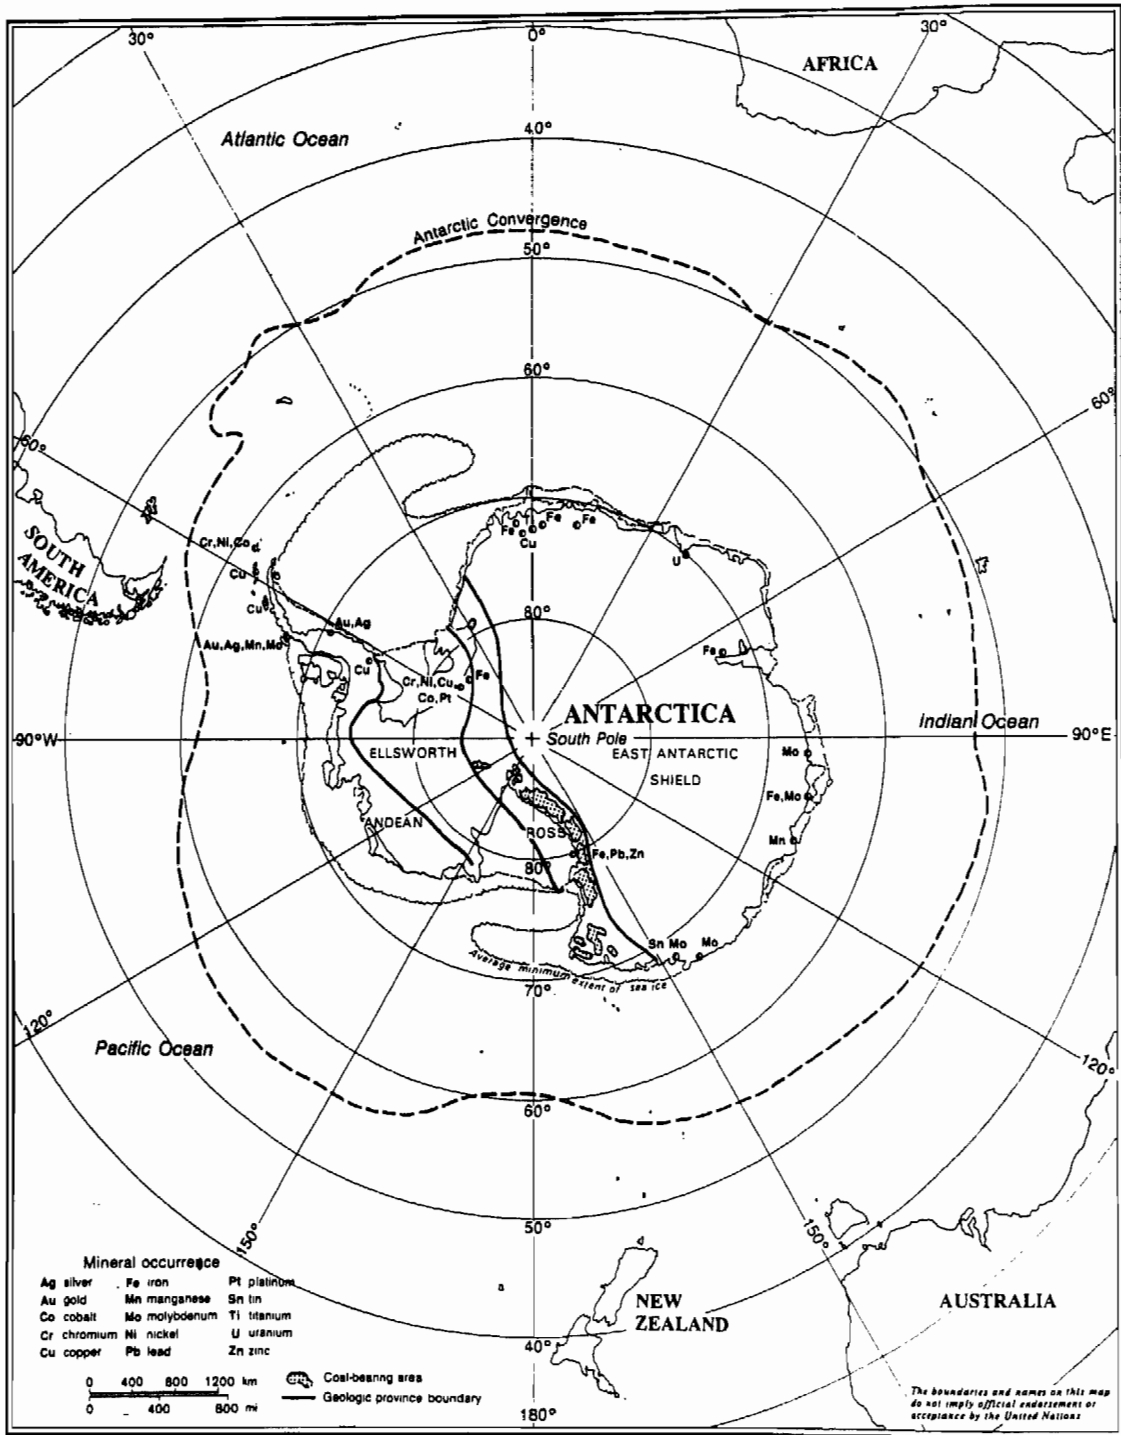 30°
0°
30°
AFRICA
Atlantic Ocean
40°
Antarctic Convergence
50°
60°
60°
60°
SOUTH
AMERICA
Cr,Ni,Co
Cu
Cu
Fe
Fe
Fe
Cu
U
Au,Ag
80°
Au,Ag,Mn,Mo
Cu
Fe
Fe
Cr,Ni,Cu,
Co,Pt
ANTARCTICA
Indian Ocean
90°W
South Pole
90°E
ELLSWORTH
EAST ANTARCTIC
SHIELD
Mo
Fe,Mo
ANDEAN
ROSS
Mn
Fe,Pb,Zn
80°
Sn Mo
Mo
Average minimum extent of sea ice
70°
120°
Pacific Ocean
120°
60°
50°
150°
150°
NEW
ZEALAND
AUSTRALIA
40°
180°
Mineral occurrence
Ag silver Fe iron Pt platinum
Au gold Mn manganese Sn tin
Co cobalt Mo molybdenum Ti titanium
Cr chromium Ni nickel U uranium
Cu copper Pb lead Zn zinc
0 400 800 1200 km
0 400 800 mi
Coal-bearing area
Geologic province boundary
The boundaries and names on this map
do not imply official endorsement or
acceptance by the United Nations